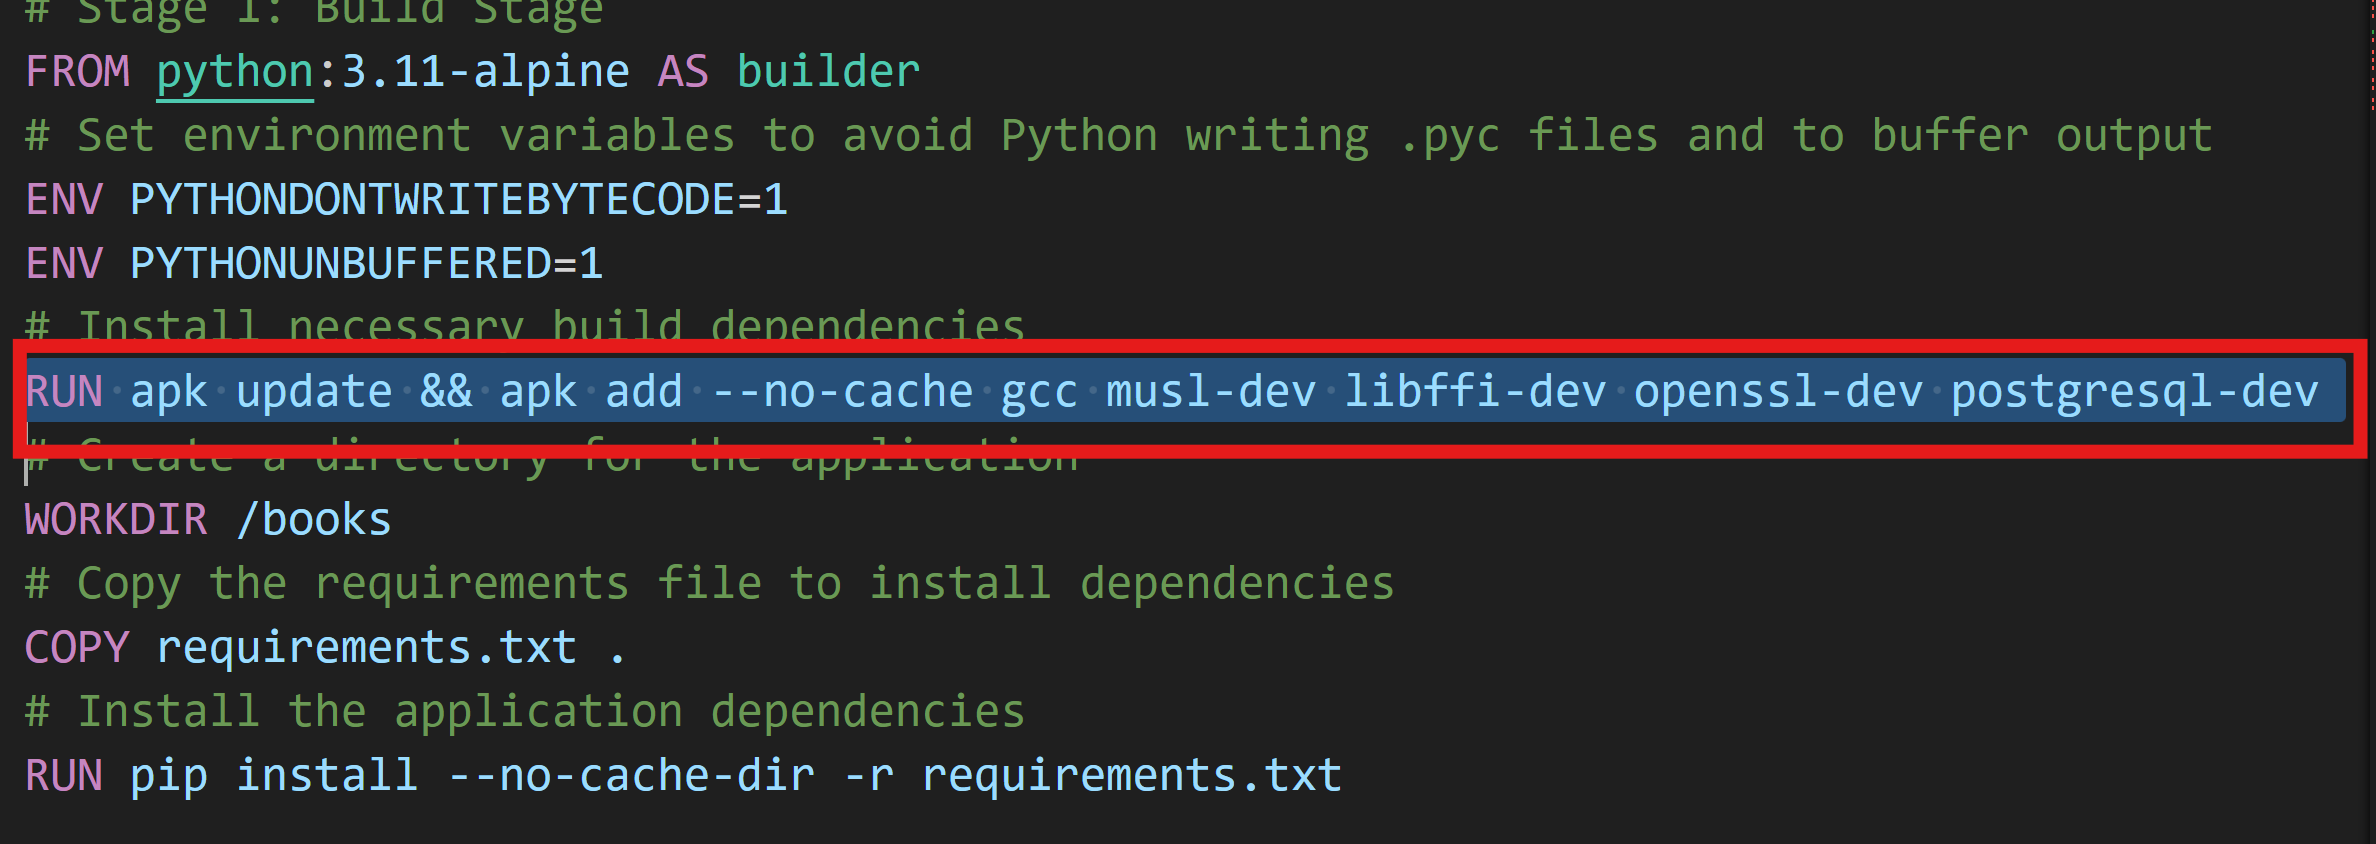 # Stage 1: Build Stage
FROM python:3.11-alpine AS builder
# Set environment variables to avoid Python writing .pyc files and to buffer output
ENV PYTHONDONTWRITEBYTECODE=1
ENV PYTHONUNBUFFERED=1
# Install necessary build dependencies
RUN apk update && apk add --no-cache gcc musl-dev libffi-dev openssl-dev postgresql-dev
# Create a directory for the application
WORKDIR /books
# Copy the requirements file to install dependencies
COPY requirements.txt .
# Install the application dependencies
RUN pip install --no-cache-dir -r requirements.txt